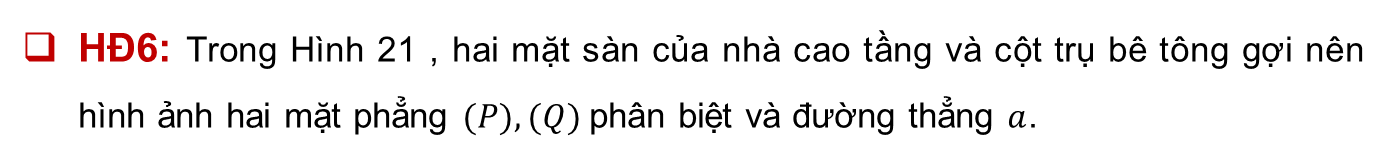 ❑ HĐ6: Trong Hình 21 , hai mặt sàn của nhà cao tầng và cột trụ bê tông gợi nên
hình ảnh hai mặt phẳng (P), (Q) phân biệt và đường thẳng a.